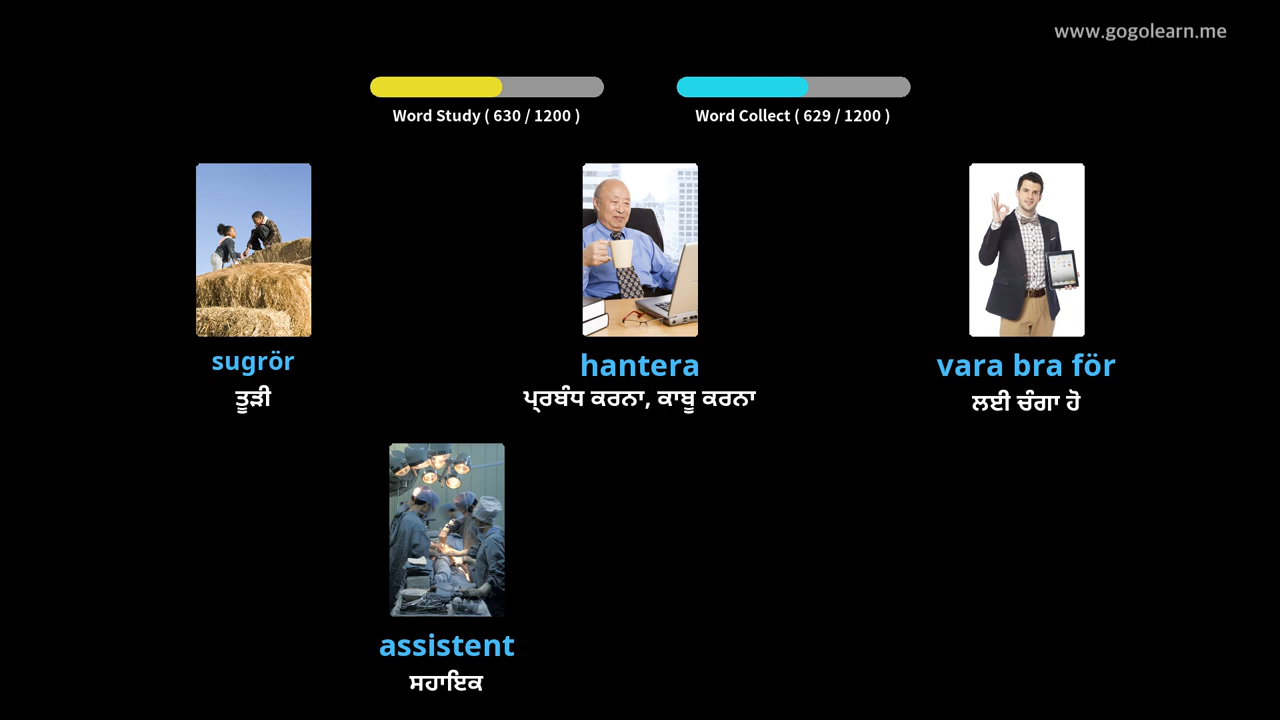 www.gogolearn.me
Word Study ( 630 / 1200 )
Word Collect ( 629 / 1200 )
sugrör
ਤੂੜੀ
hantera
ਪ੍ਰਬੰਧ ਕਰਨਾ, ਕਾਬੂ ਕਰਨਾ
vara bra för
ਲਈ ਚੰਗਾ ਹੋ
assistent
ਸਹਾਇਕ